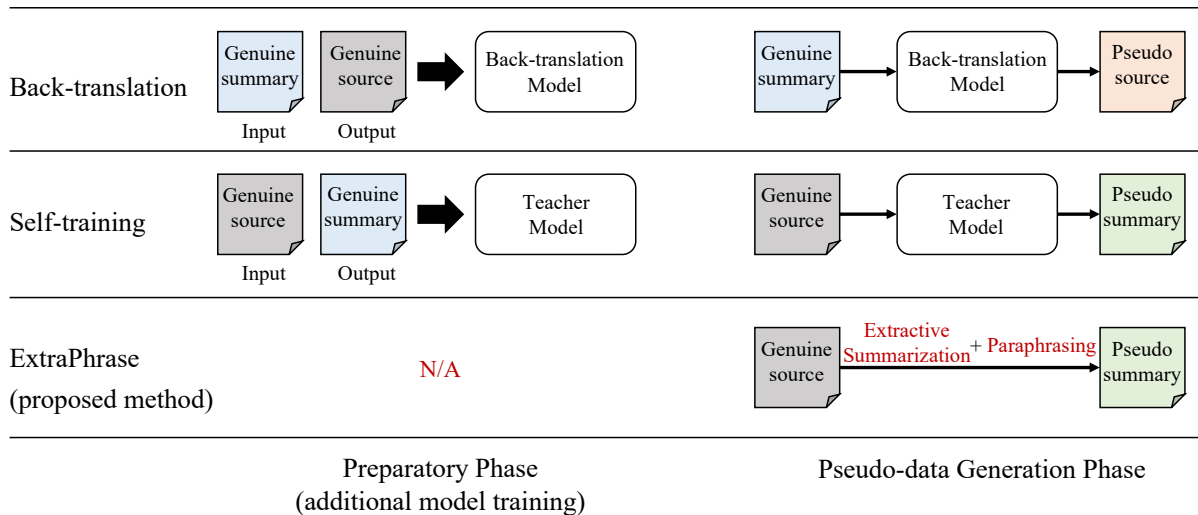 Back-translation
Genuine
summary
Input
Genuine
source
Output
Back-translation
Model
Genuine
summary
Back-translation
Model
Pseudo
source
Self-training
Genuine
source
Input
Genuine
summary
Output
Teacher
Model
Genuine
source
Teacher
Model
Pseudo
summary
ExtraPhrase
(proposed method)
N/A
Genuine
source
Extractive
Summarization
+ Paraphrasing
Pseudo
summary
Preparatory Phase
(additional model training)
Pseudo-data Generation Phase